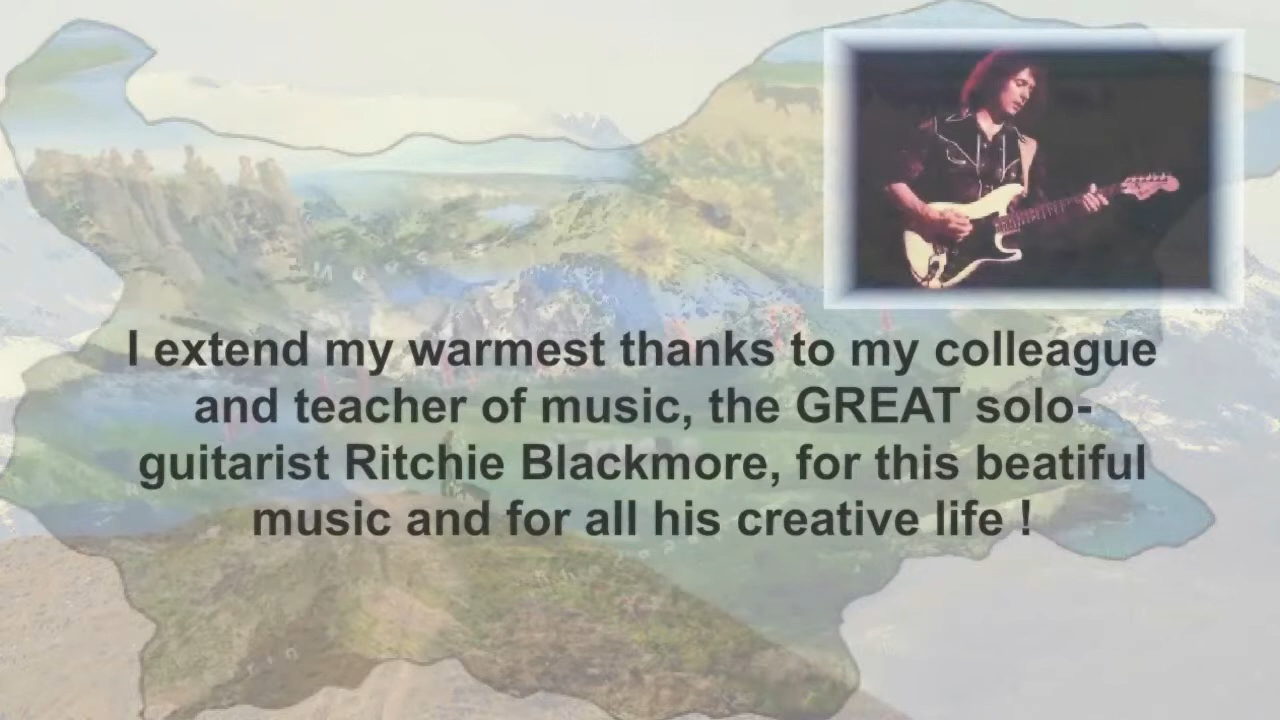 I extend my warmest thanks to my colleague
and teacher of music, the GREAT solo-
guitarist Ritchie Blackmore, for this beatiful
music and for all his creative life !